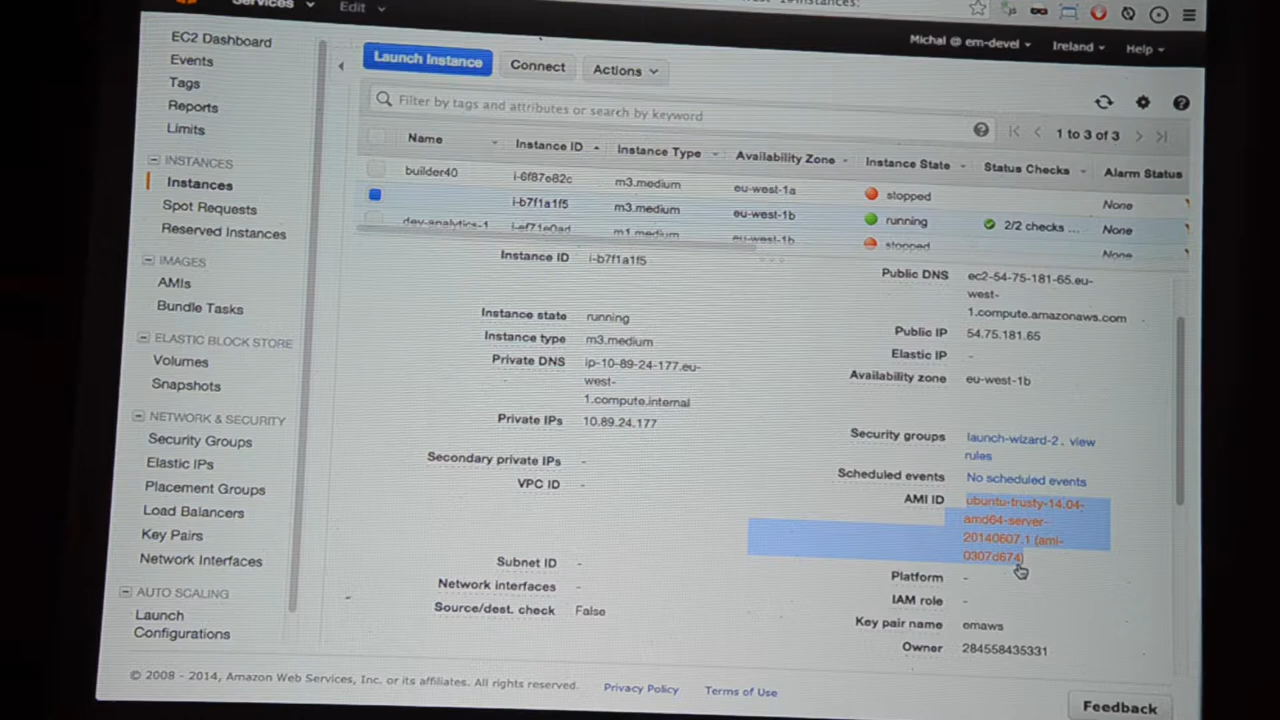 Services
Edit
Michal @ em-devel
Ireland
Help
EC2 Dashboard
Events
Tags
Reports
Limits
INSTANCES
Instances
Spot Requests
Reserved Instances
IMAGES
AMIs
Bundle Tasks
ELASTIC BLOCK STORE
Volumes
Snapshots
NETWORK & SECURITY
Security Groups
Elastic IPs
Placement Groups
Load Balancers
Key Pairs
Network Interfaces
AUTO SCALING
Launch
Configurations
Launch Instance Connect Actions
Filter by tags and attributes or search by keyword
1 to 3 of 3
Name Instance ID Instance Type Availability Zone Instance State Status Checks Alarm Status
builder40 i-6f87e82c m3.medium eu-west-1a stopped None
i-b7f1a1f5 m3.medium eu-west-1b running 2/2 checks ... None
dev-analytics-1 i-ef71e0ad m1.medium eu-west-1b stopped None
Instance ID i-b7f1a1f5
Instance state running
Instance type m3.medium
Private DNS ip-10-89-24-177.eu-
west-
1.compute.internal
Private IPs 10.89.24.177
Secondary private IPs -
VPC ID -
Subnet ID -
Network interfaces -
Source/dest. check False
Public DNS ec2-54-75-181-65.eu-
west-
1.compute.amazonaws.com
Public IP 54.75.181.65
Elastic IP -
Availability zone eu-west-1b
Security groups launch-wizard-2 . view
rules
Scheduled events No scheduled events
AMI ID ubuntu-trusty-14.04-
amd64-server-
20140607.1 (ami-
0307d674)
Platform -
IAM role -
Key pair name emaws
Owner 284558435331
© 2008 - 2014, Amazon Web Services, Inc. or its affiliates. All rights reserved. Privacy Policy Terms of Use
Feedback